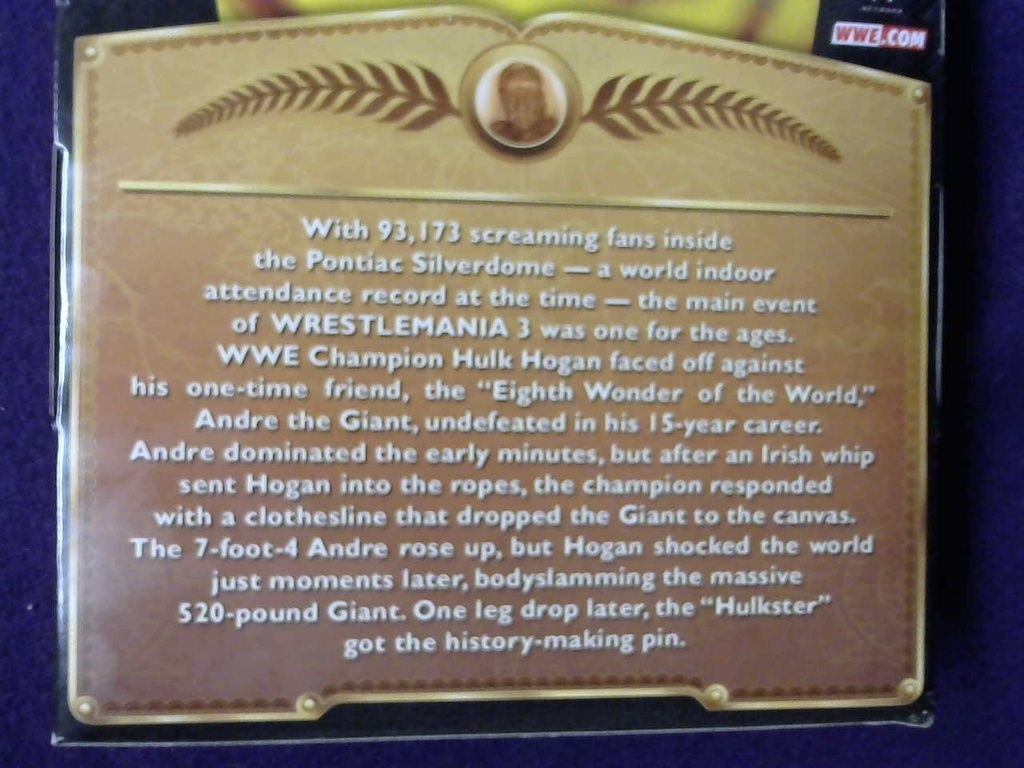 WWE.COM
With 93,173 screaming fans inside
the Pontiac Silverdome — a world indoor
attendance record at the time — the main event
of WRESTLEMANIA 3 was one for the ages.
WWE Champion Hulk Hogan faced off against
his one-time friend, the “Eighth Wonder of the World,”
Andre the Giant, undefeated in his 15-year career.
Andre dominated the early minutes, but after an Irish whip
sent Hogan into the ropes, the champion responded
with a clothesline that dropped the Giant to the canvas.
The 7-foot-4 Andre rose up, but Hogan shocked the world
just moments later, bodyslamming the massive
520-pound Giant. One leg drop later, the “Hulkster”
got the history-making pin.